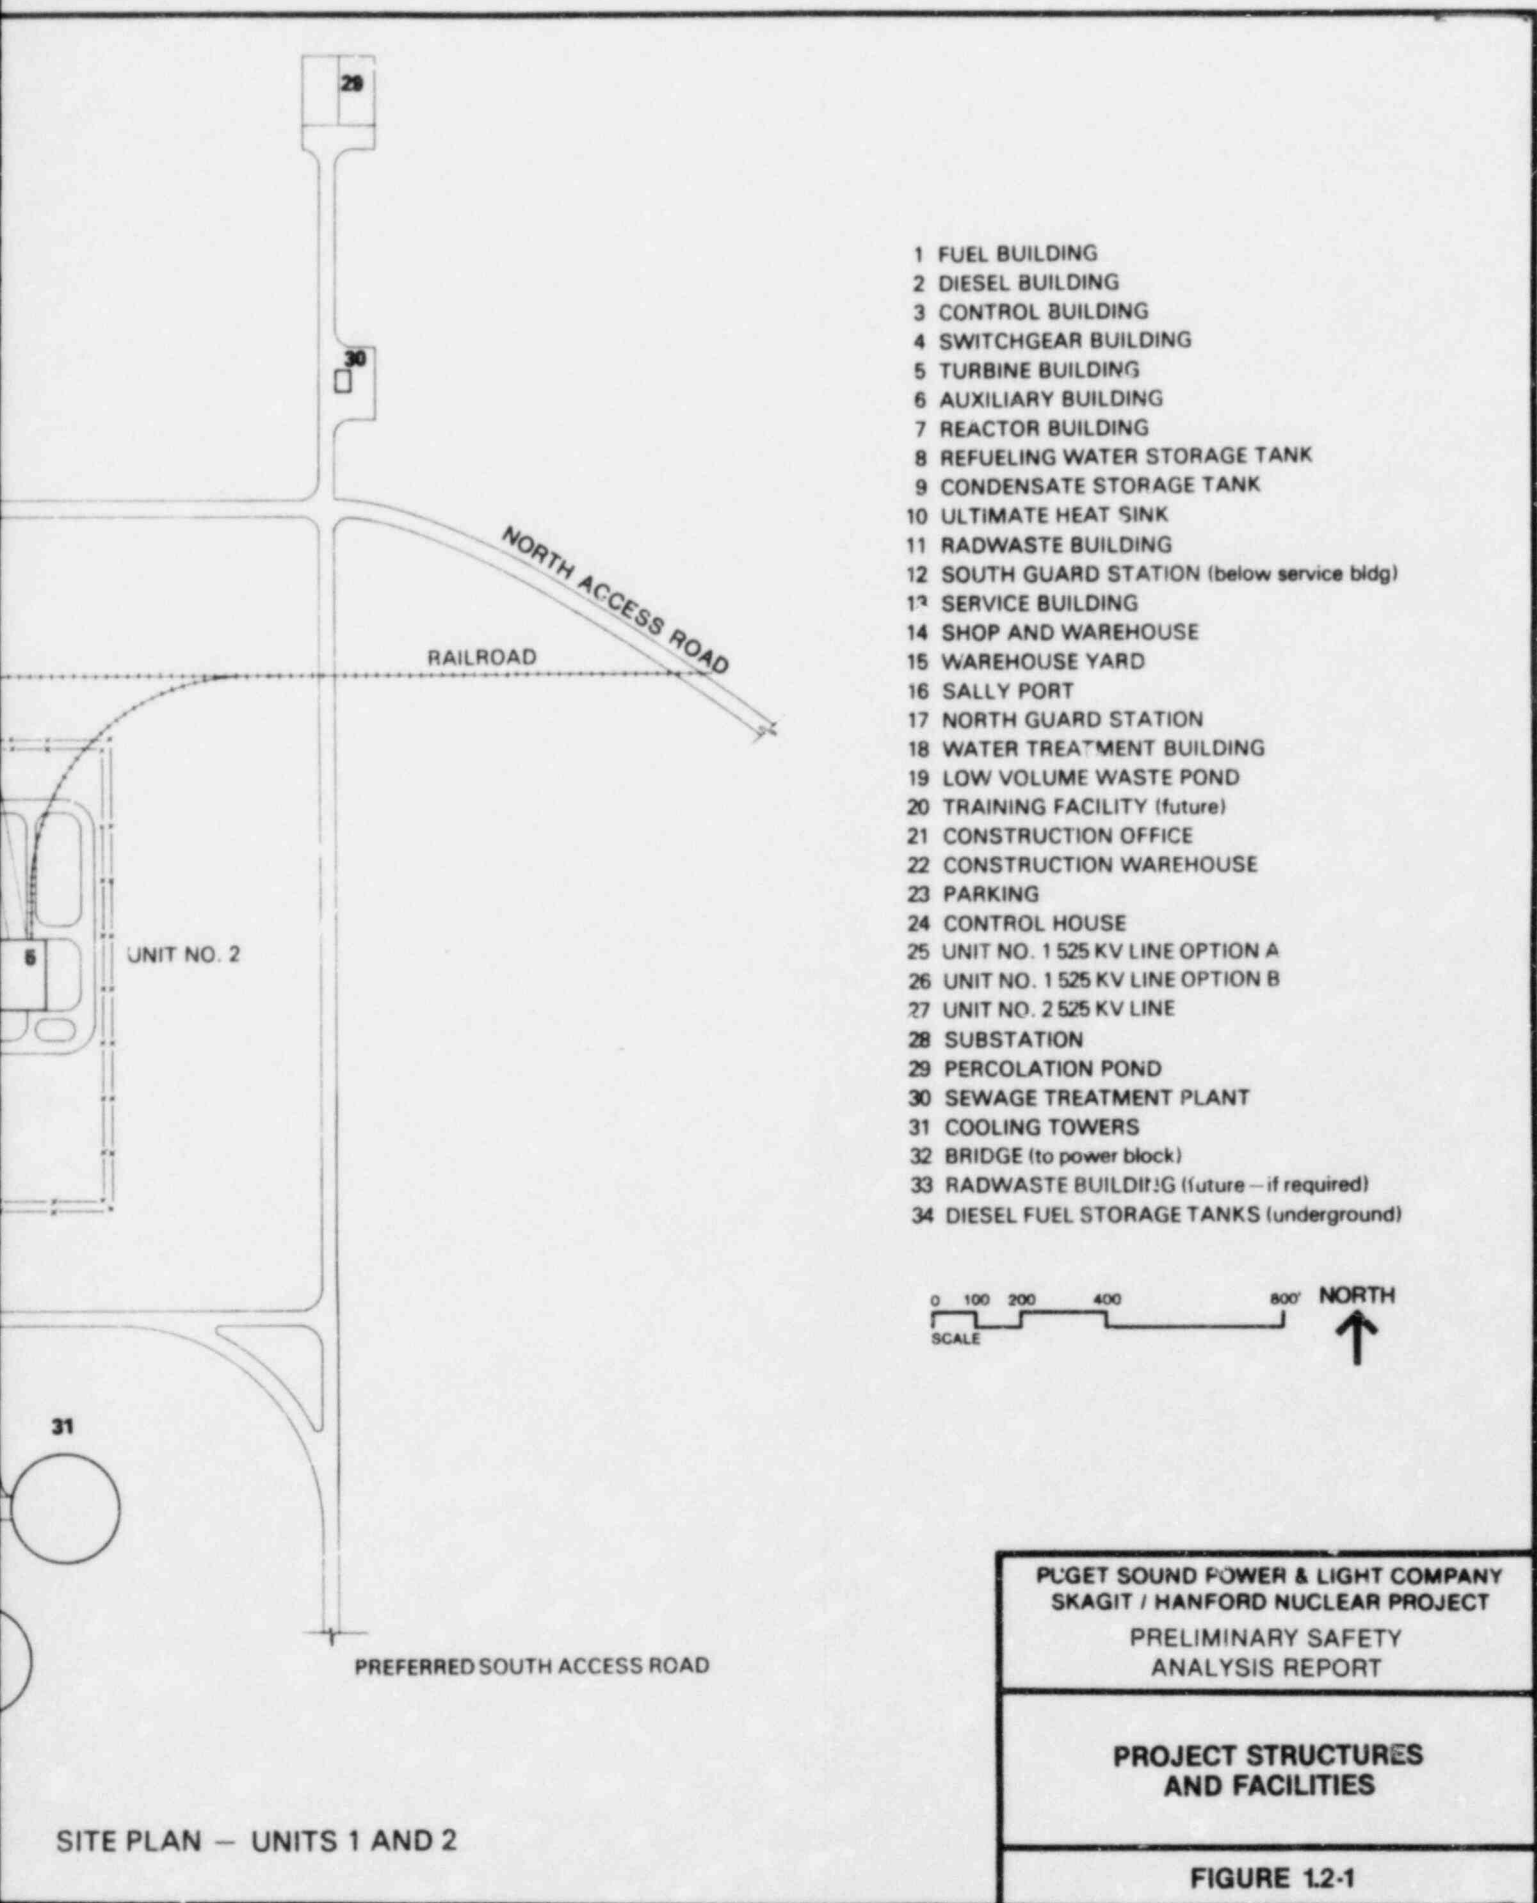 29
30
NORTH ACCESS ROAD
RAILROAD
5
UNIT NO. 2
31
PREFERRED SOUTH ACCESS ROAD
SITE PLAN — UNITS 1 AND 2
1 FUEL BUILDING
2 DIESEL BUILDING
3 CONTROL BUILDING
4 SWITCHGEAR BUILDING
5 TURBINE BUILDING
6 AUXILIARY BUILDING
7 REACTOR BUILDING
8 REFUELING WATER STORAGE TANK
9 CONDENSATE STORAGE TANK
10 ULTIMATE HEAT SINK
11 RADWASTE BUILDING
12 SOUTH GUARD STATION (below service bldg)
13 SERVICE BUILDING
14 SHOP AND WAREHOUSE
15 WAREHOUSE YARD
16 SALLY PORT
17 NORTH GUARD STATION
18 WATER TREATMENT BUILDING
19 LOW VOLUME WASTE POND
20 TRAINING FACILITY (future)
21 CONSTRUCTION OFFICE
22 CONSTRUCTION WAREHOUSE
23 PARKING
24 CONTROL HOUSE
25 UNIT NO. 1 525 KV LINE OPTION A
26 UNIT NO. 1 525 KV LINE OPTION B
27 UNIT NO. 2 525 KV LINE
28 SUBSTATION
29 PERCOLATION POND
30 SEWAGE TREATMENT PLANT
31 COOLING TOWERS
32 BRIDGE (to power block)
33 RADWASTE BUILDING (future — if required)
34 DIESEL FUEL STORAGE TANKS (underground)
0 100 200 400 800' NORTH
SCALE
PUGET SOUND POWER & LIGHT COMPANY
SKAGIT / HANFORD NUCLEAR PROJECT
PRELIMINARY SAFETY
ANALYSIS REPORT
PROJECT STRUCTURES
AND FACILITIES
FIGURE 1.2-1